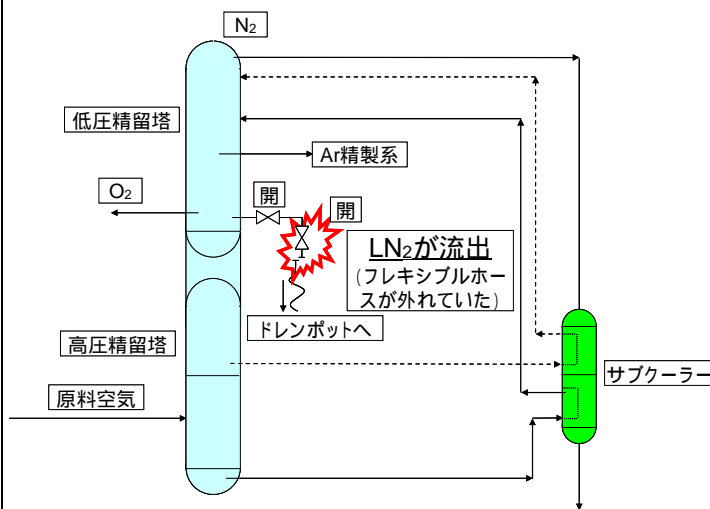 N₂
低圧精留塔
Ar精製系
O₂
開
開
LN₂が流出
(フレキシブルホー
スが外れていた)
ドレンポットへ
高圧精留塔
サブクーラー
原料空気